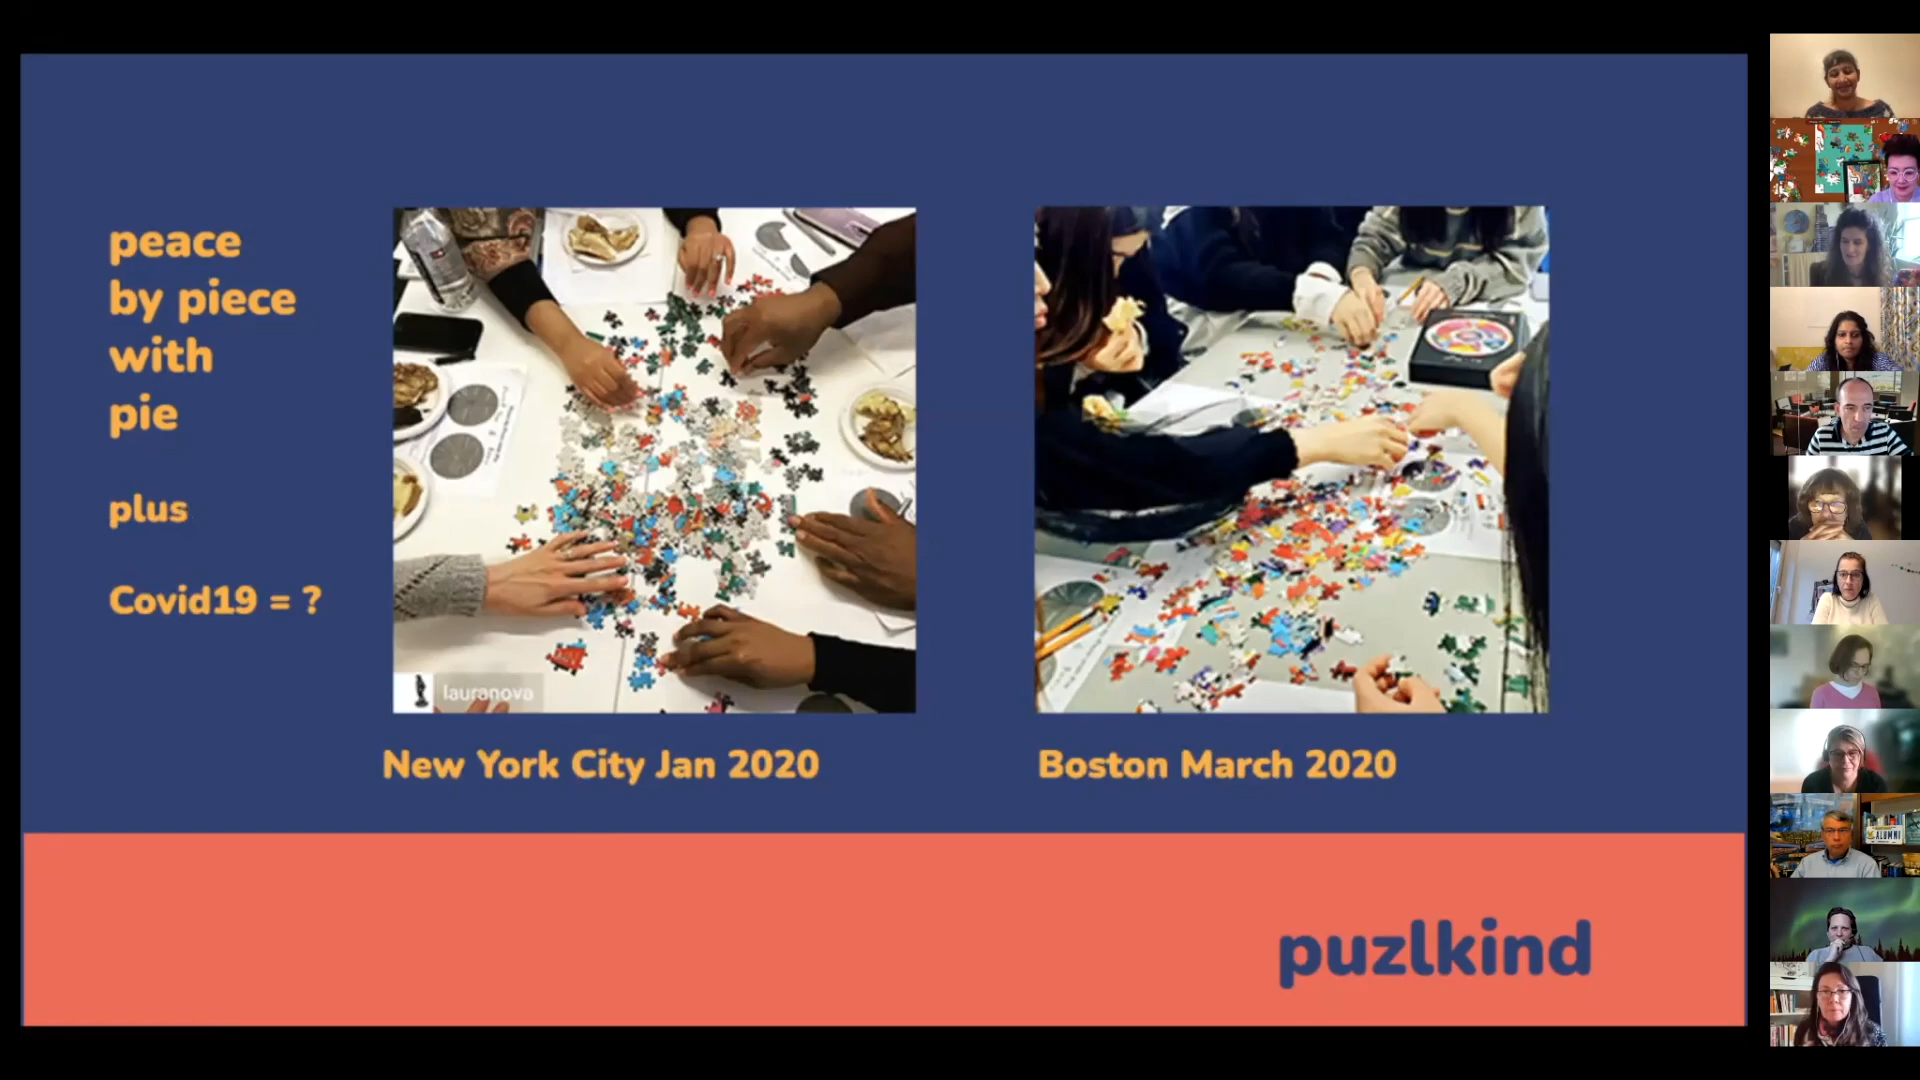 peace
by piece
with
pie
plus
Covid19 = ?
lauranova
New York City Jan 2020
Boston March 2020
puzlkind
ALUMNI